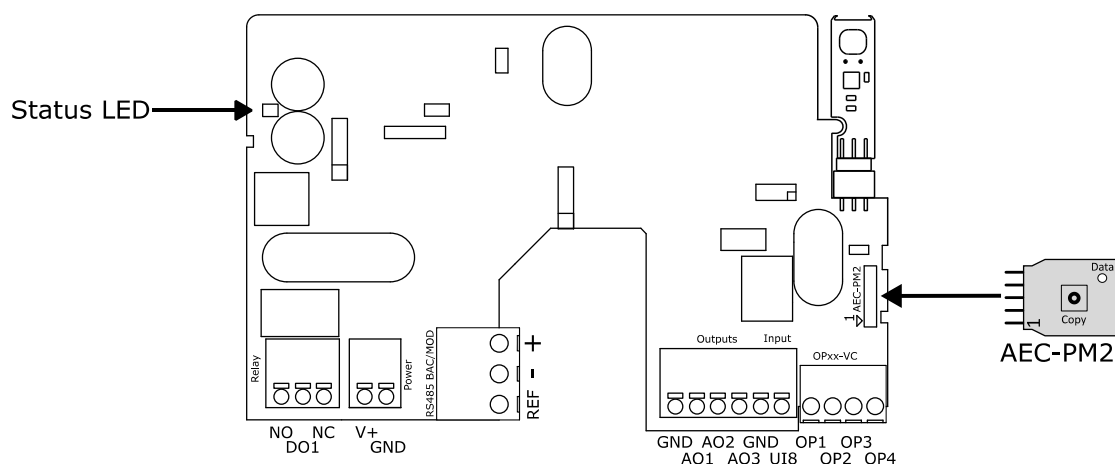 Status LED
Data
Copy
1
AEC-PM2
AEC-PM2
1
Relay
Power
RS485 BAC/MOD
+
-
REF
Outputs
Input
OPxx-VC
NO
DO1
NC
V+
GND
GND
AO1
AO2
AO3
GND
UI8
OP1
OP2
OP3
OP4